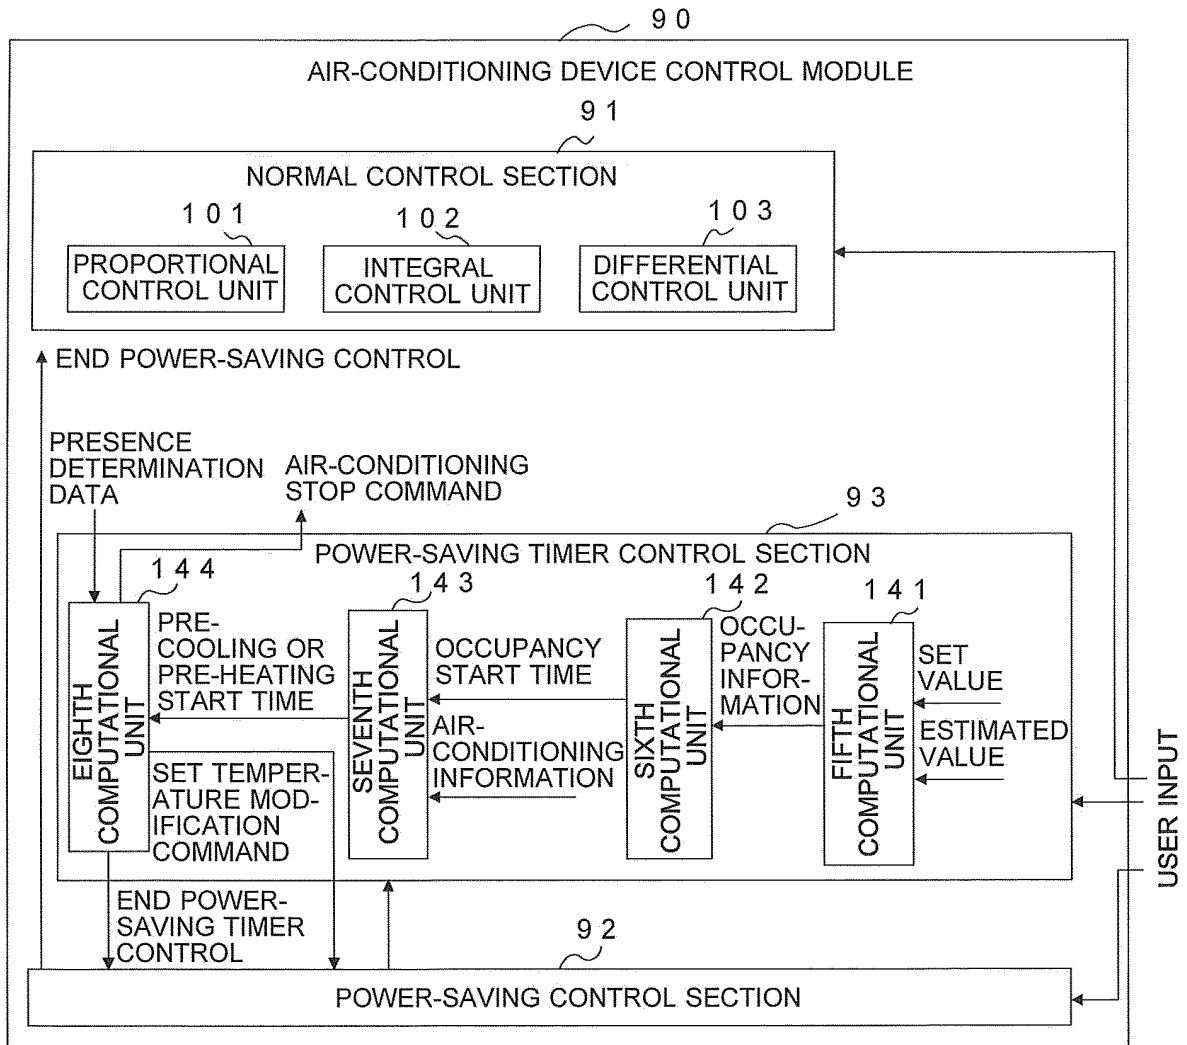 90
AIR-CONDITIONING DEVICE CONTROL MODULE
91
NORMAL CONTROL SECTION
101
102
103
PROPORTIONAL
CONTROL UNIT
INTEGRAL
CONTROL UNIT
DIFFERENTIAL
CONTROL UNIT
END POWER-SAVING CONTROL
PRESENCE
DETERMINATION
DATA
AIR-CONDITIONING
STOP COMMAND
93
POWER-SAVING TIMER CONTROL SECTION
144
143
142
141
EIGHTH
COMPUTATIONAL
UNIT
PRE-
COOLING OR
PRE-HEATING
START TIME
SET TEMPER-
ATURE MOD-
IFICATION
COMMAND
SEVENTH
COMPUTATIONAL
UNIT
OCCUPANCY
START TIME
AIR-
CONDITIONING
INFORMATION
SIXTH
COMPUTATIONAL
UNIT
OCCU-
PANCY
INFOR-
MATION
FIFTH
COMPUTATIONAL
UNIT
SET
VALUE
ESTIMATED
VALUE
USER INPUT
END POWER-
SAVING TIMER
CONTROL
92
POWER-SAVING CONTROL SECTION